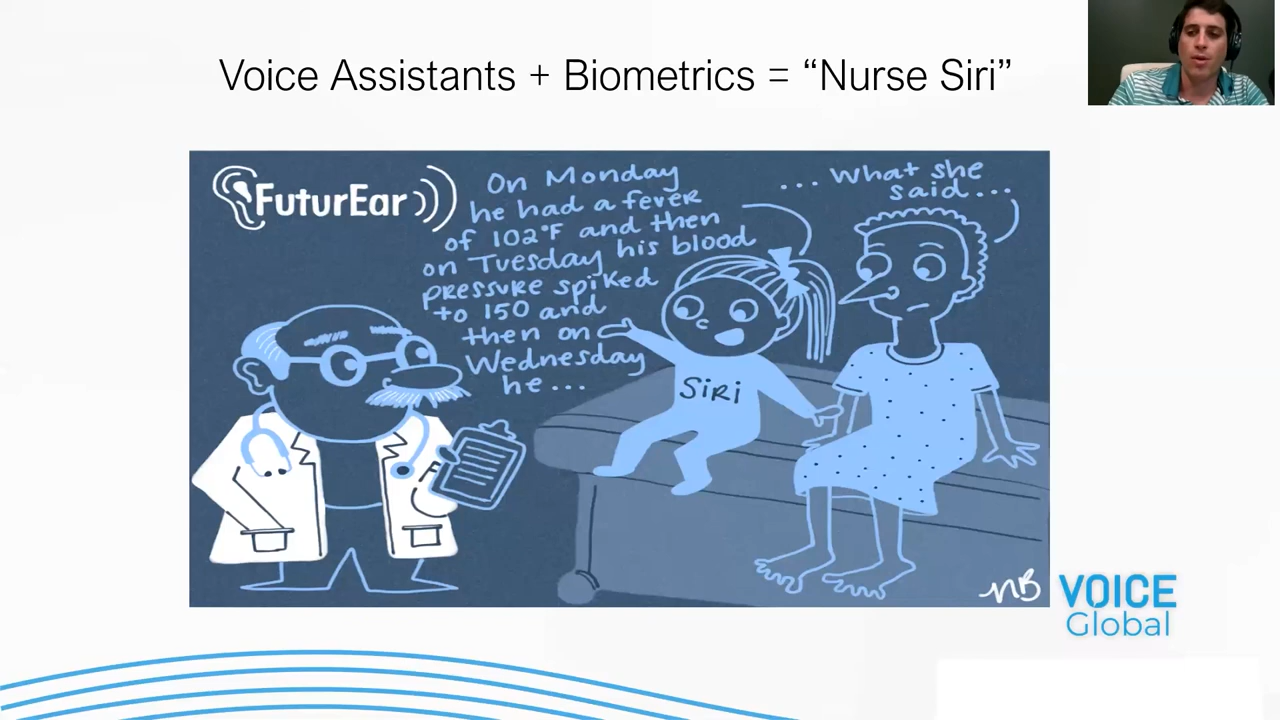 Voice Assistants + Biometrics = “Nurse Siri”
FuturEar
On Monday
he had a fever
of 102°F and then
on Tuesday his blood
pressure spiked
to 150 and
then on
Wednesday
he...
... What she
said...
SiRi
NB
VOICE
Global